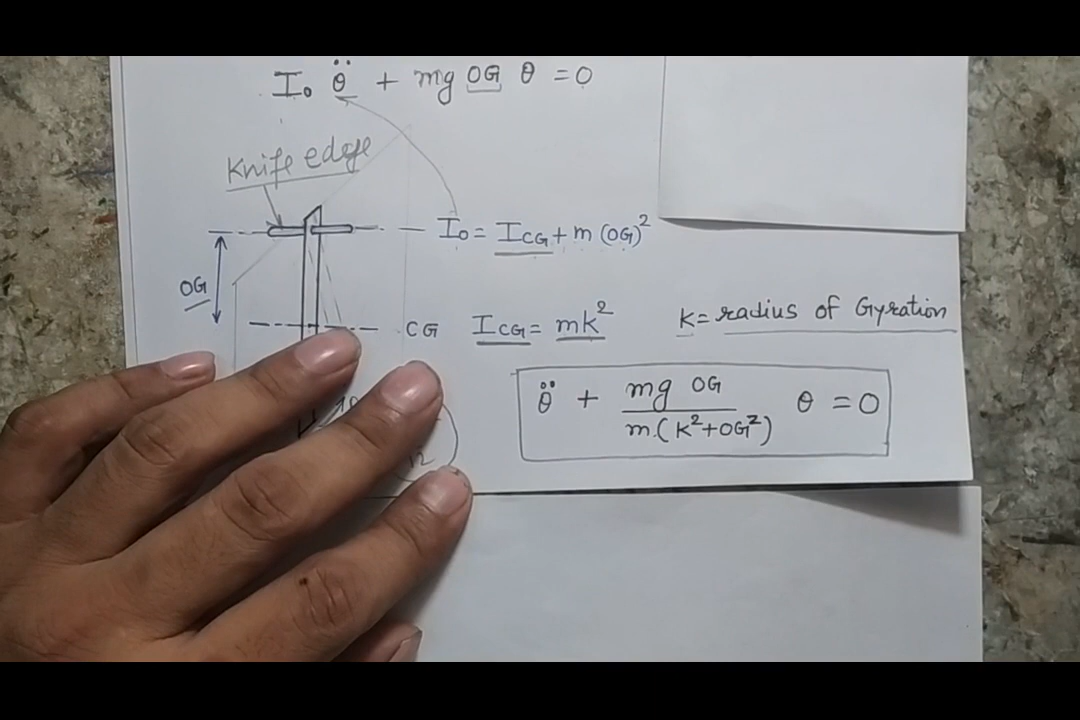 I₀ θ̈ + mg OG θ = 0
Knife edge
I₀ = I_CG + m (OG)²
OG
CG
I_CG = mk²
K = radius of Gyration
θ̈ + mg OG / m.(K²+OG²) θ = 0